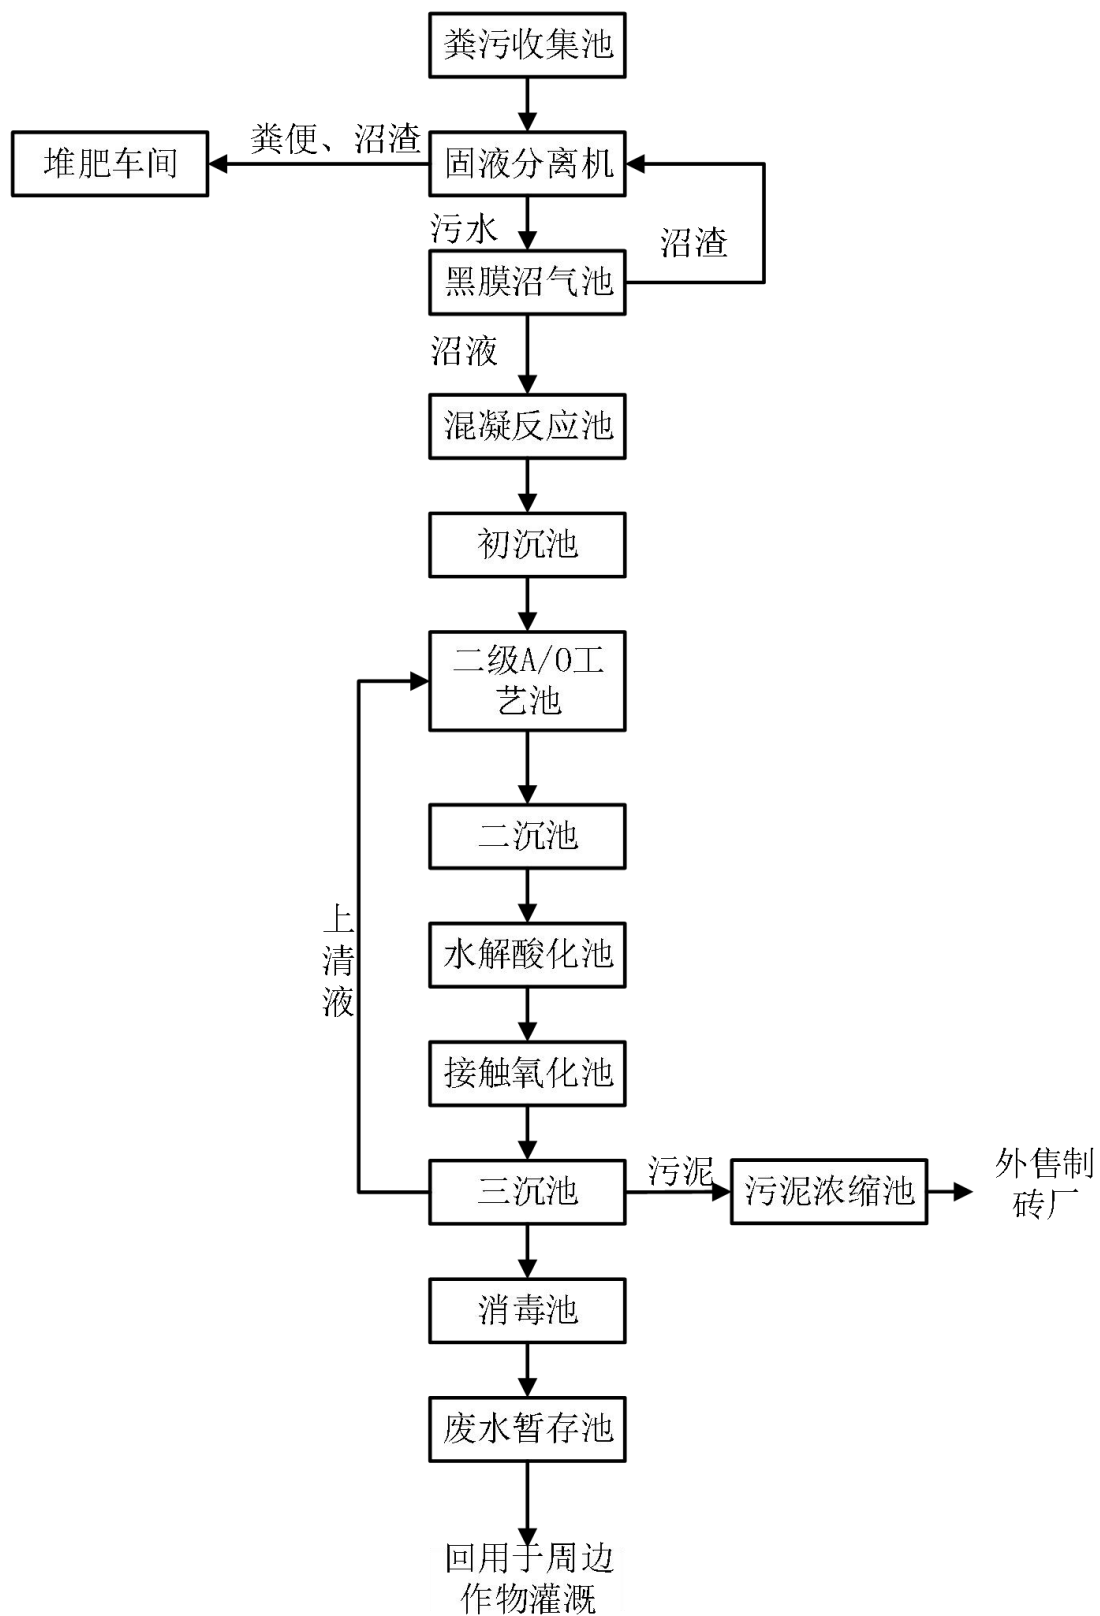 粪污收集池
粪便、沼渣
堆肥车间
固液分离机
污水
沼渣
黑膜沼气池
沼液
混凝反应池
初沉池
二级A/O工
艺池
二沉池
上
清
液
水解酸化池
接触氧化池
三沉池
污泥
污泥浓缩池
外售制
砖厂
消毒池
废水暂存池
回用于周边
作物灌溉